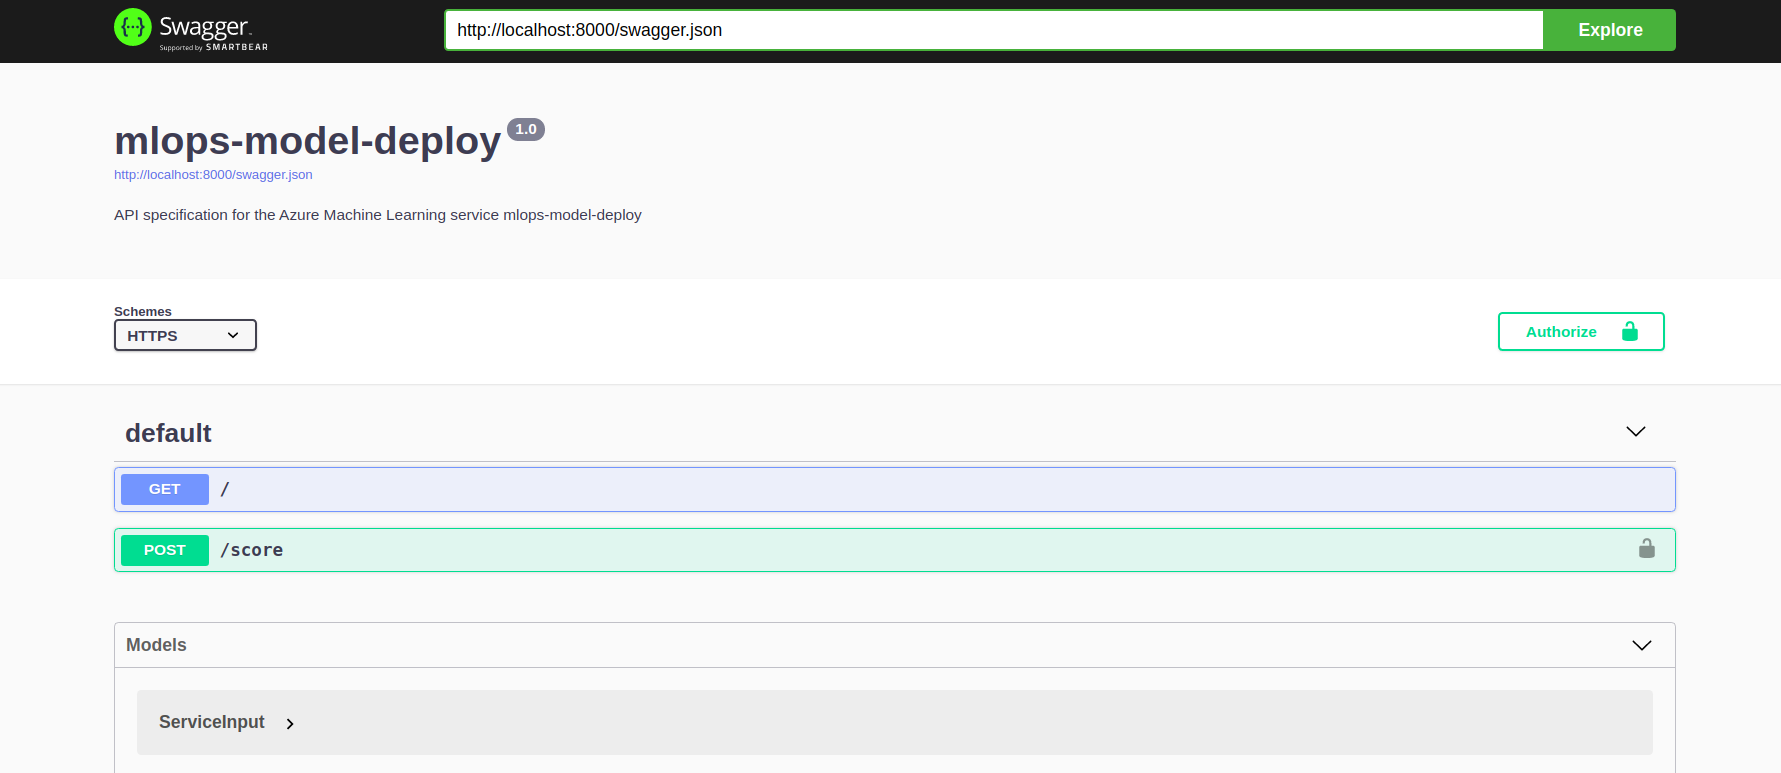 Swagger
Supported by SMARTBEAR
http://localhost:8000/swagger.json
Explore
mlops-model-deploy 1.0
http://localhost:8000/swagger.json
API specification for the Azure Machine Learning service mlops-model-deploy
Schemes
HTTPS
Authorize
default
GET /
POST /score
Models
ServiceInput